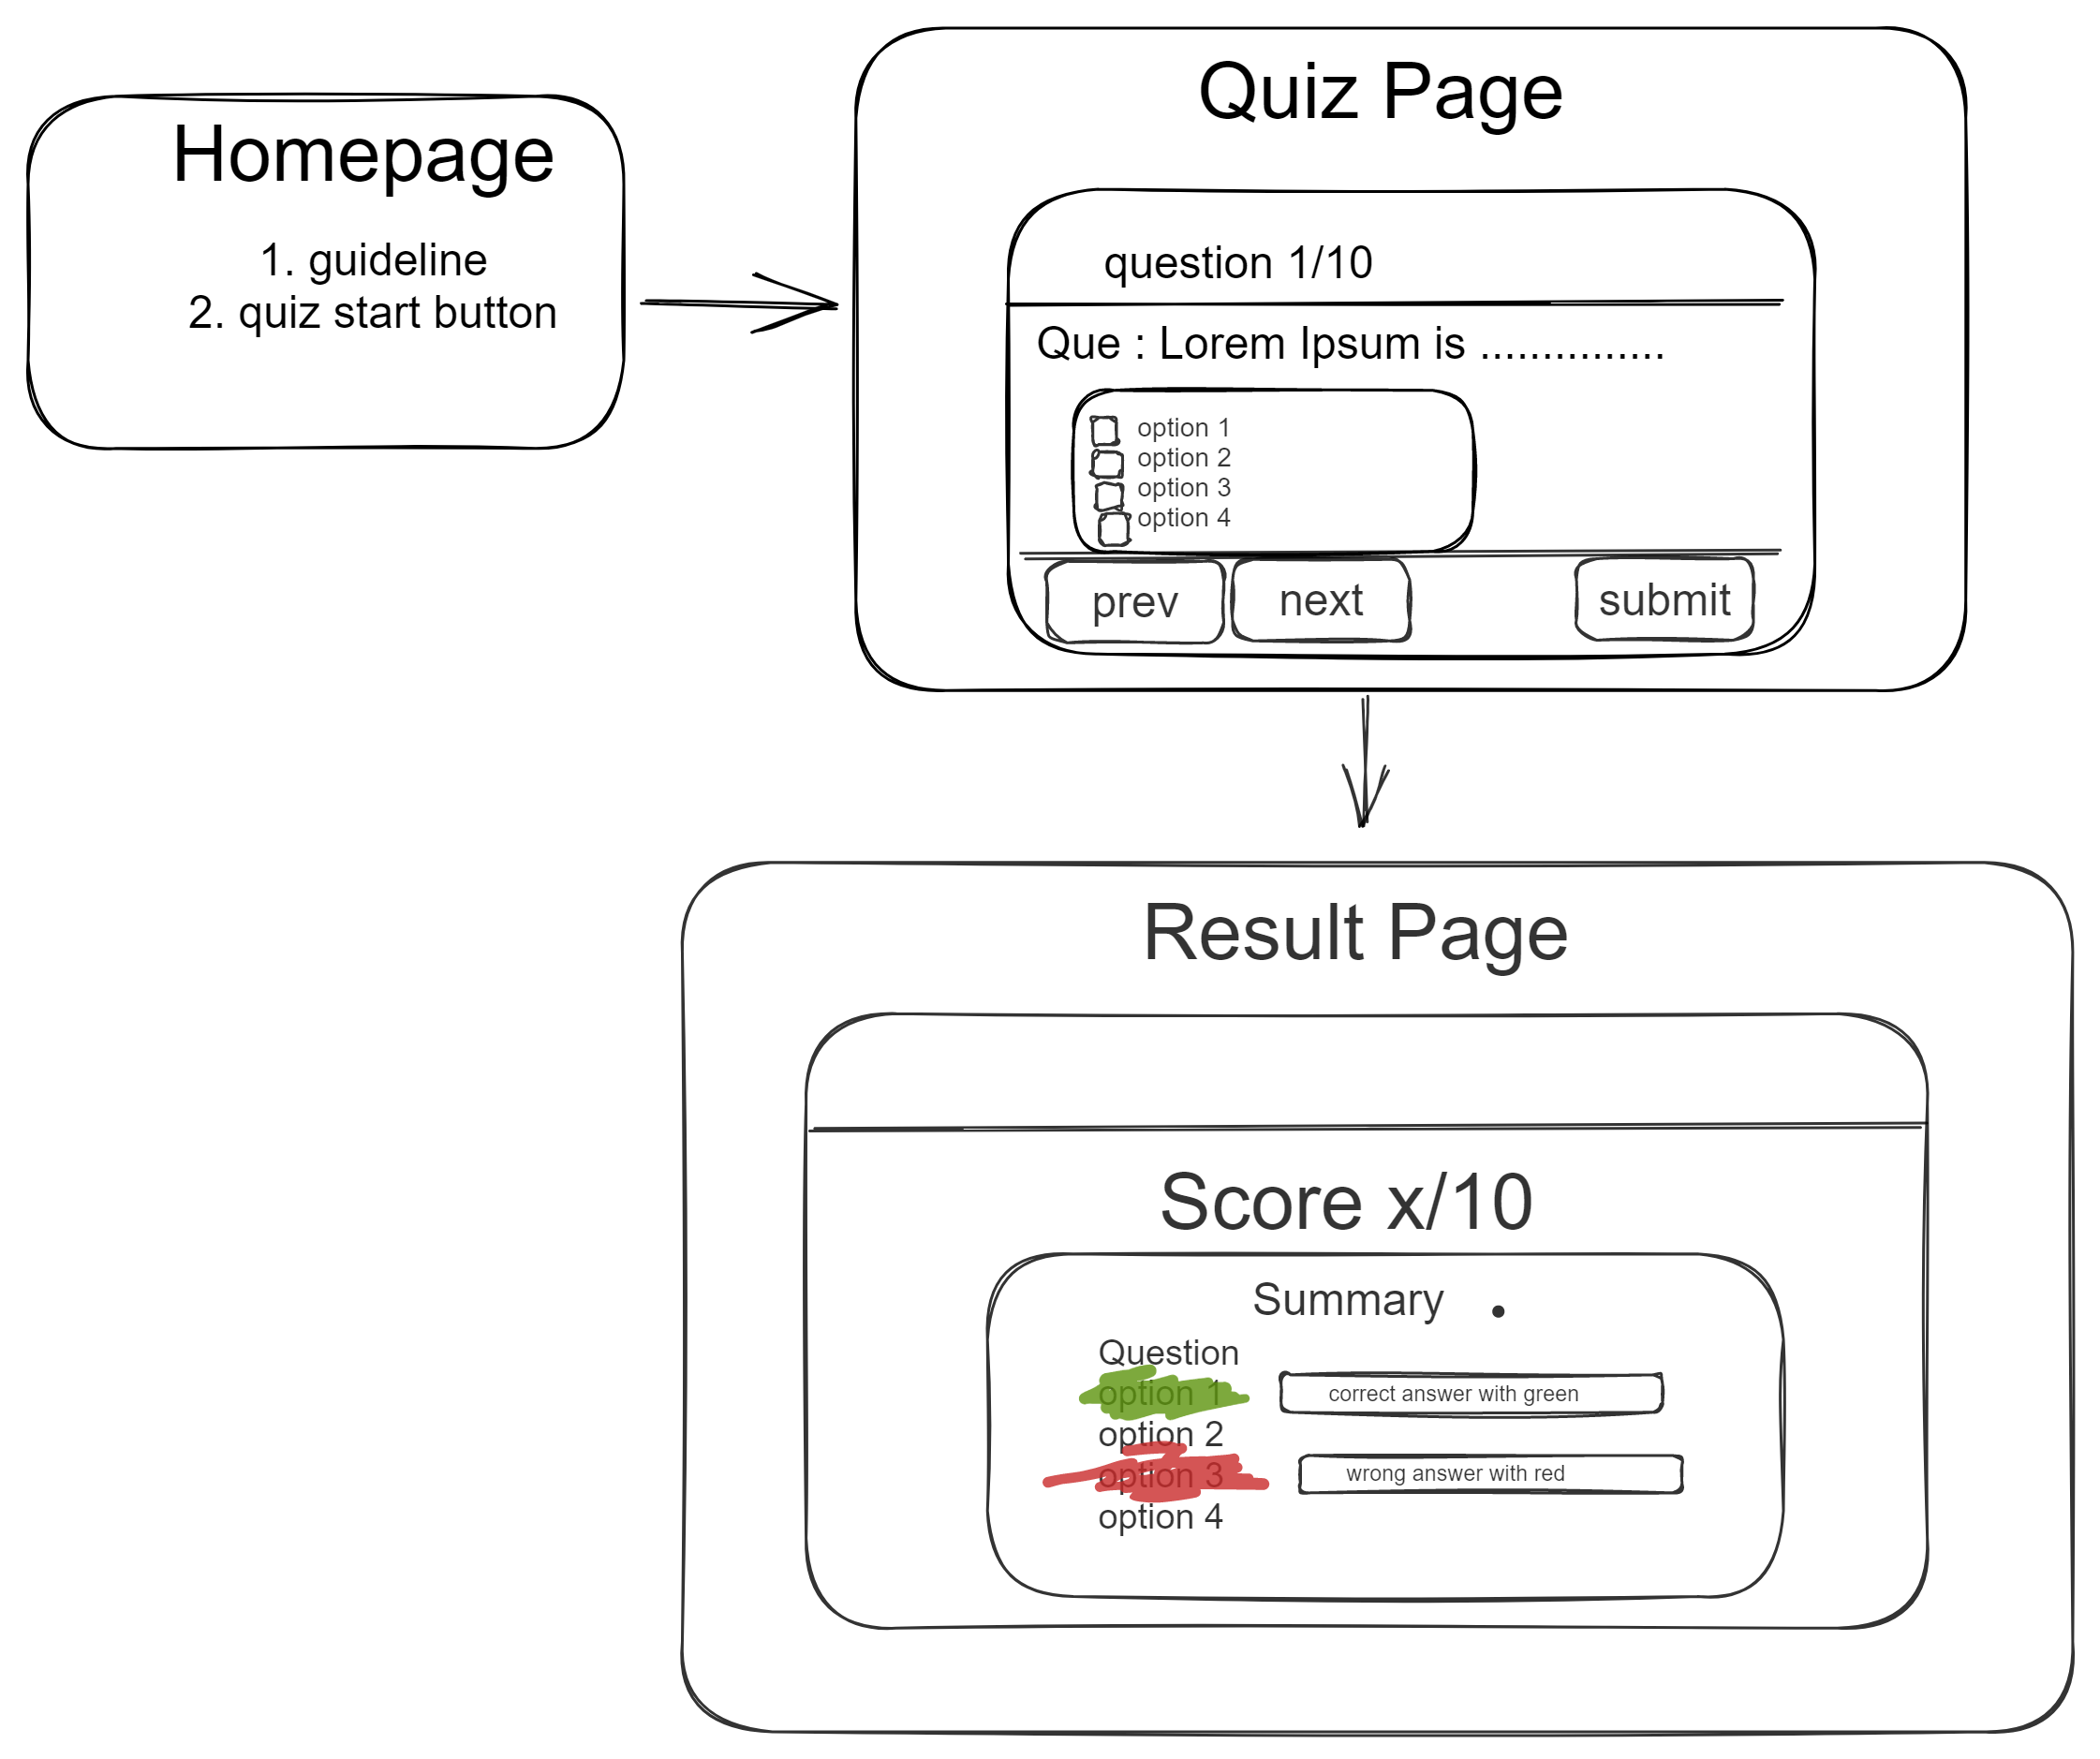 Homepage
1. guideline
2. quiz start button
Quiz Page
question 1/10
Que : Lorem Ipsum is ...............
option 1
option 2
option 3
option 4
prev
next
submit
Result Page
Score x/10
Summary
Question
option 1
correct answer with green
option 2
option 3
wrong answer with red
option 4